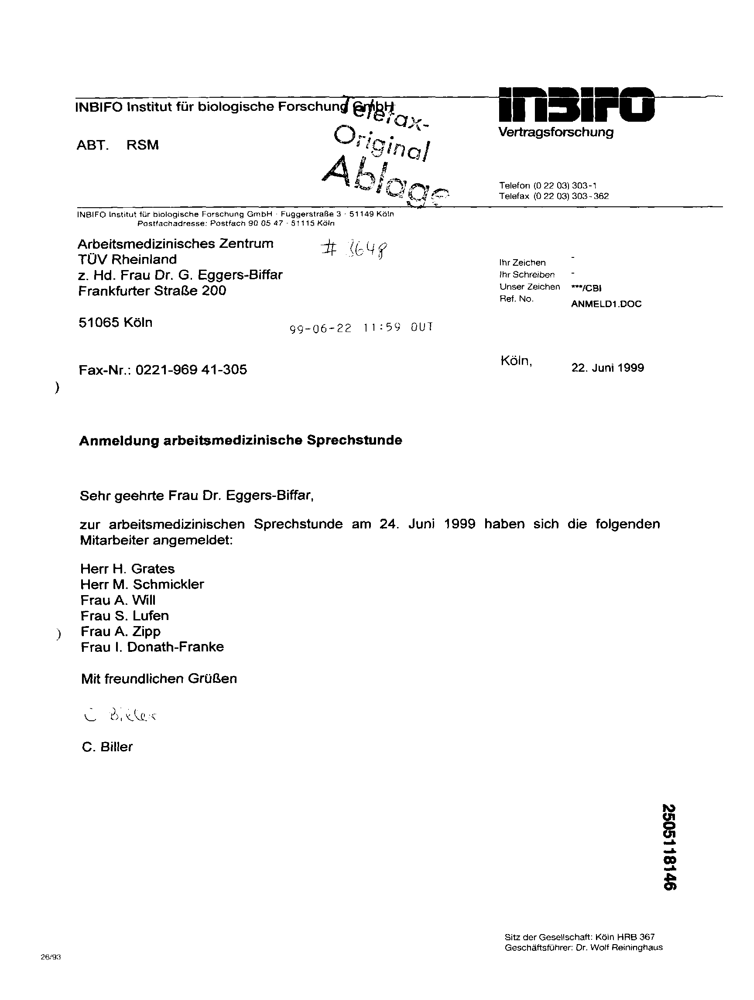 INBIFO Institut für biologische Forschung GmbH
Telefax-
Original
Ablage
INBIFO
Vertragsforschung
ABT. RSM
Telefon (0 22 03) 303-1
Telefax (0 22 03) 303-362
INBIFO Institut für biologische Forschung GmbH · Fuggerstraße 3 · 51149 Köln
Postfachadresse: Postfach 90 05 47 · 51115 Köln
Arbeitsmedizinisches Zentrum
TÜV Rheinland
z. Hd. Frau Dr. G. Eggers-Biffar
Frankfurter Straße 200
# 3648
Ihr Zeichen -
Ihr Schreiben -
Unser Zeichen ***/CBI
Ref. No. ANMELD1.DOC
51065 Köln
99-06-22 11:59 OUT
Fax-Nr.: 0221-969 41-305
Köln, 22. Juni 1999
)
Anmeldung arbeitsmedizinische Sprechstunde
Sehr geehrte Frau Dr. Eggers-Biffar,
zur arbeitsmedizinischen Sprechstunde am 24. Juni 1999 haben sich die folgenden
Mitarbeiter angemeldet:
Herr H. Grates
Herr M. Schmickler
Frau A. Will
Frau S. Lufen
) Frau A. Zipp
Frau I. Donath-Franke
Mit freundlichen Grüßen
C Biller
C. Biller
2505118146
Sitz der Gesellschaft: Köln HRB 367
Geschäftsführer: Dr. Wolf Reininghaus
26/93